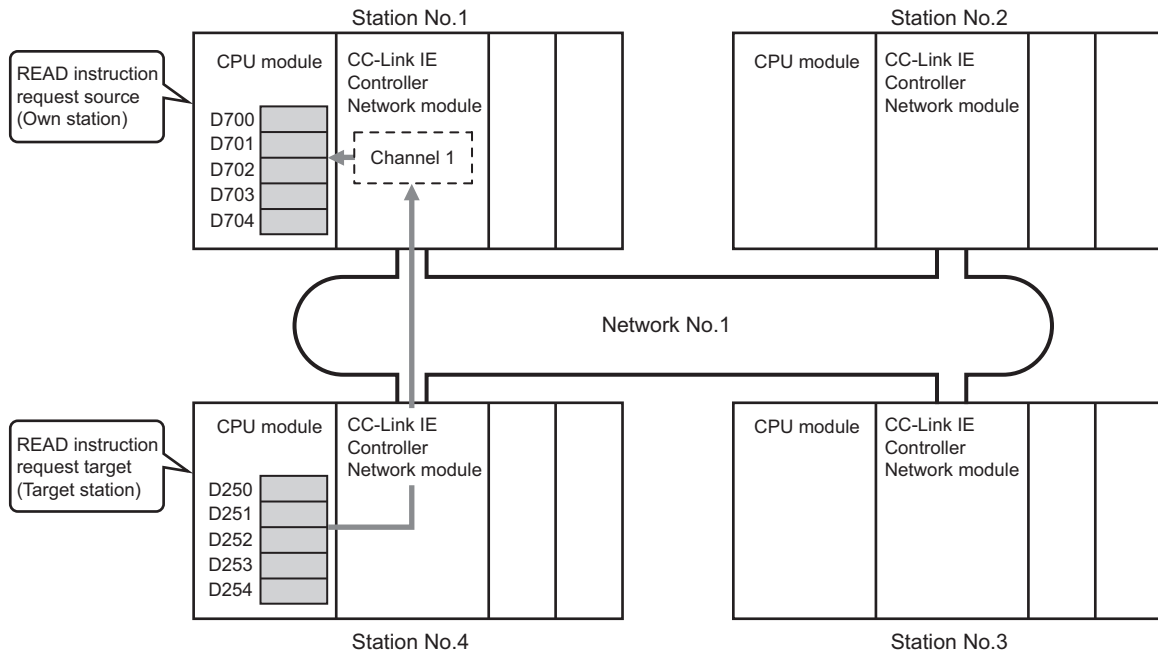 Station No.1
READ instruction
request source
(Own station)
CPU module
D700
D701
D702
D703
D704
CC-Link IE
Controller
Network module
Channel 1
Station No.2
CPU module
CC-Link IE
Controller
Network module
Network No.1
READ instruction
request target
(Target station)
CPU module
D250
D251
D252
D253
D254
CC-Link IE
Controller
Network module
Station No.4
CPU module
CC-Link IE
Controller
Network module
Station No.3